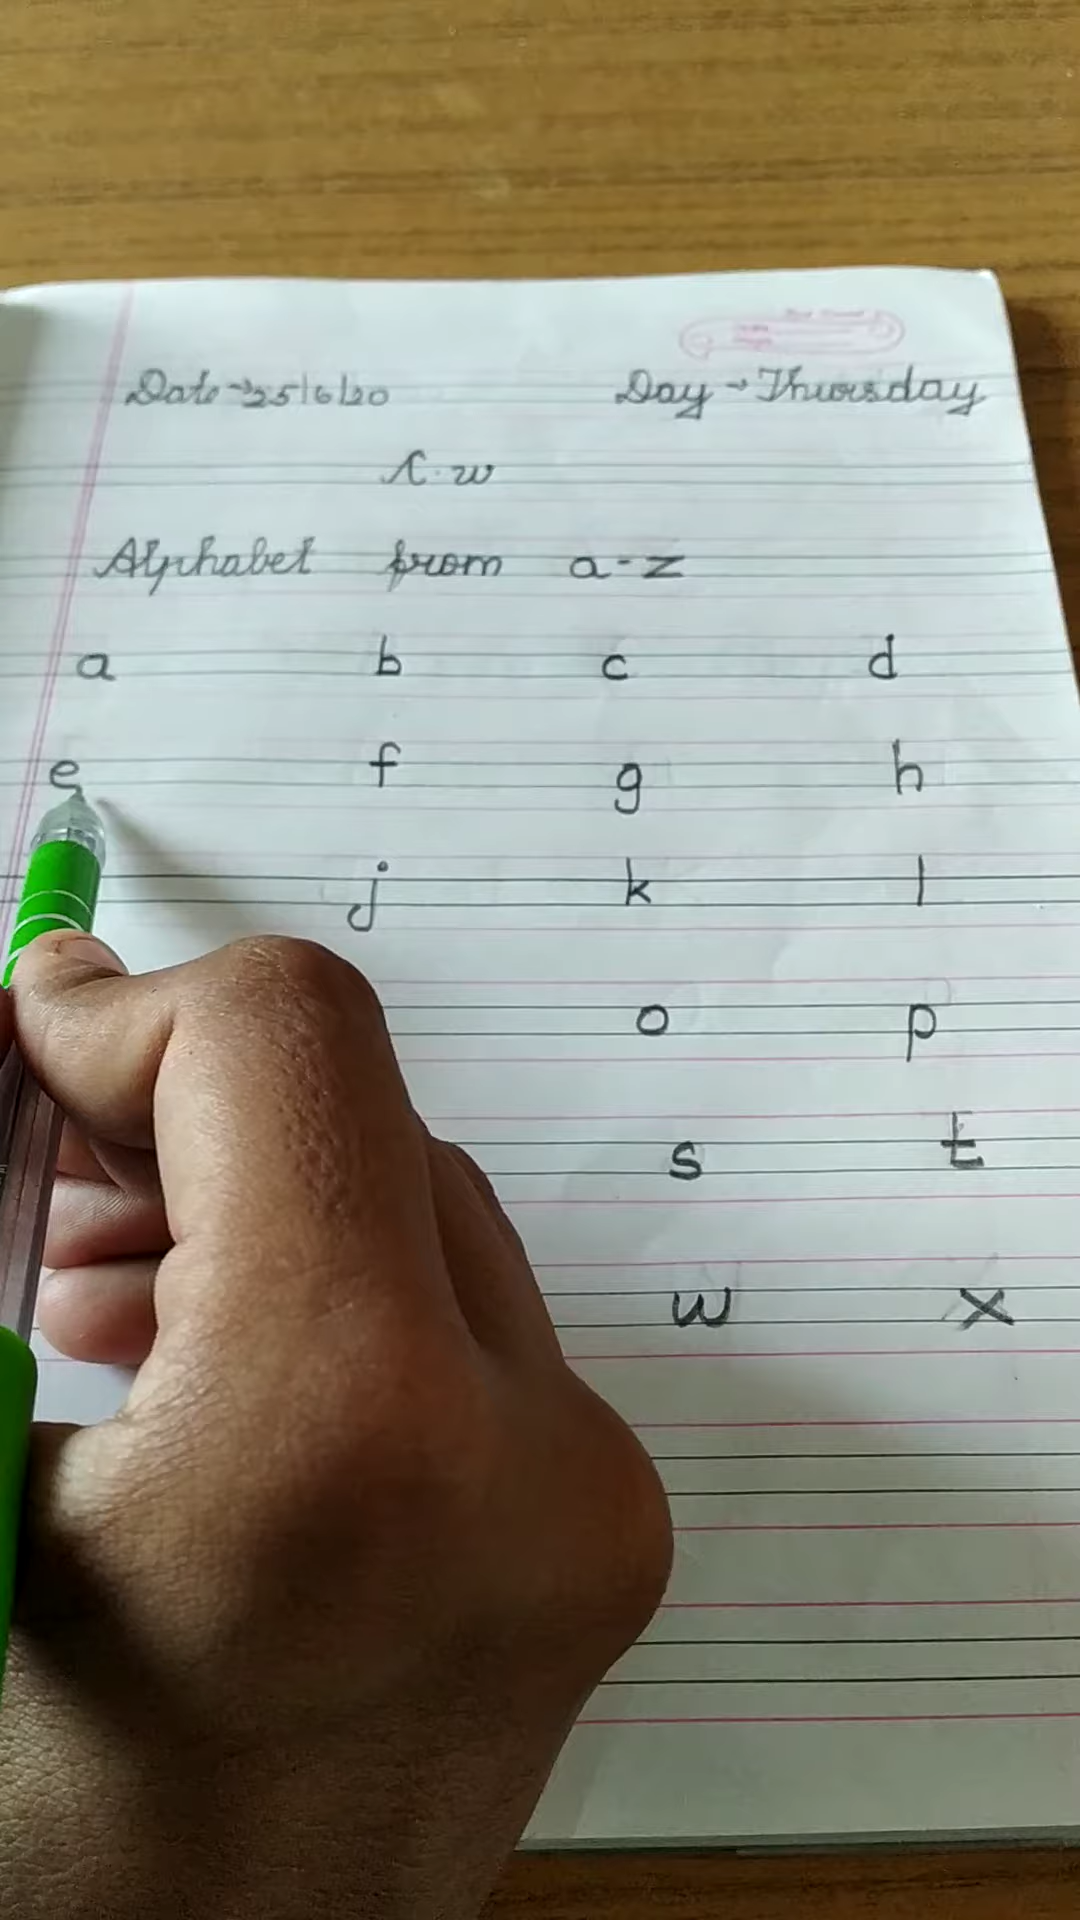 Date → 25/6/20 Day → Thursday
C.w
Alphabet from a-z
a b c d
e f g h
j k l
o p
s t
w x